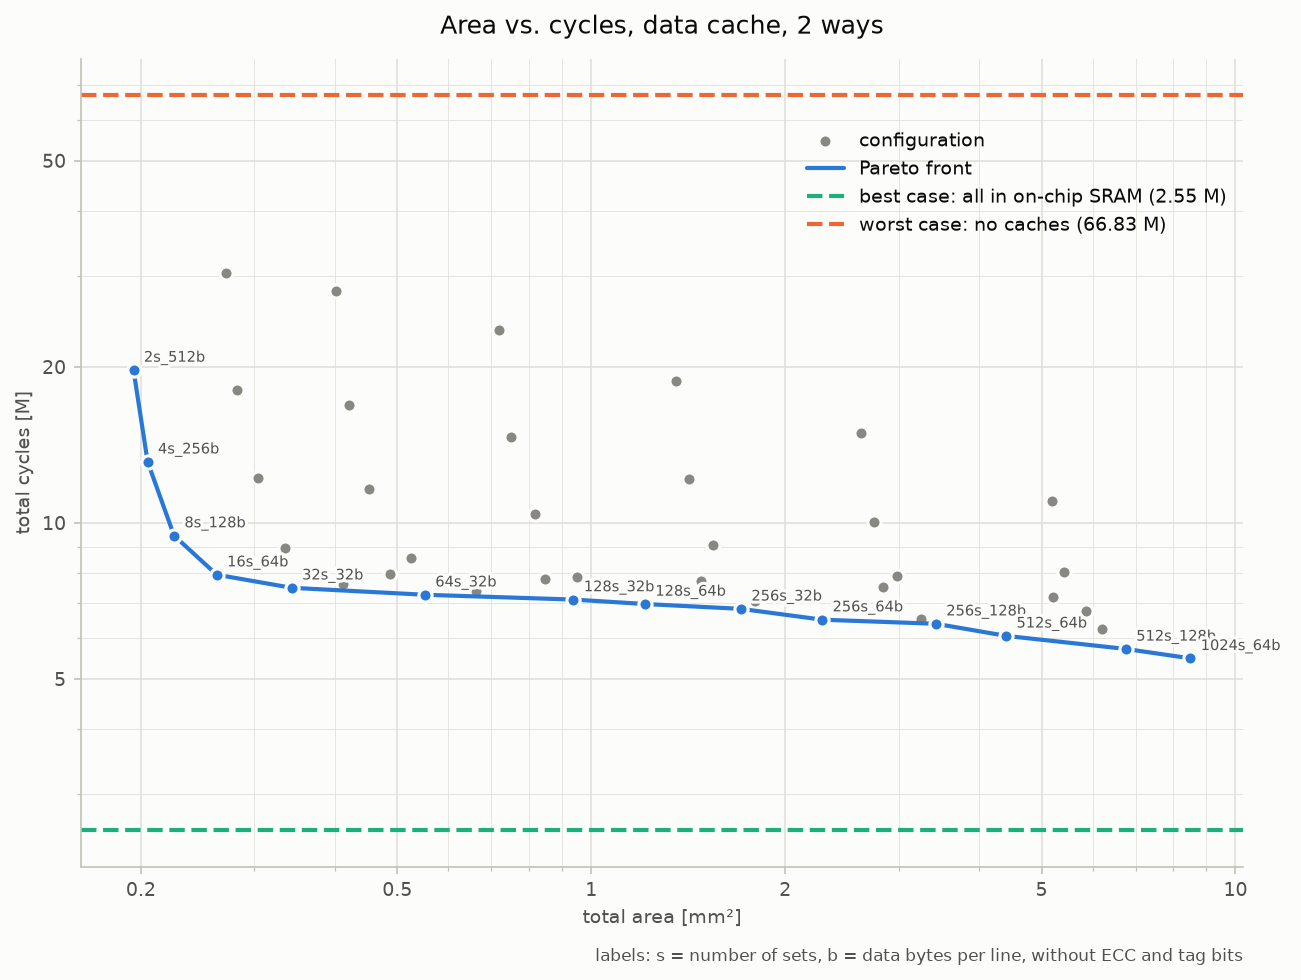 Area vs. cycles, data cache, 2 ways
configuration
Pareto front
best case: all in on-chip SRAM (2.55 M)
worst case: no caches (66.83 M)
total cycles [M]
50
20
10
5
2s_512b
4s_256b
8s_128b
16s_64b
32s_32b
64s_32b
128s_32b
128s_64b
256s_32b
256s_64b
256s_128b
512s_64b
512s_128b
1024s_64b
0.2
0.5
1
2
5
10
total area [mm²]
labels: s = number of sets, b = data bytes per line, without ECC and tag bits